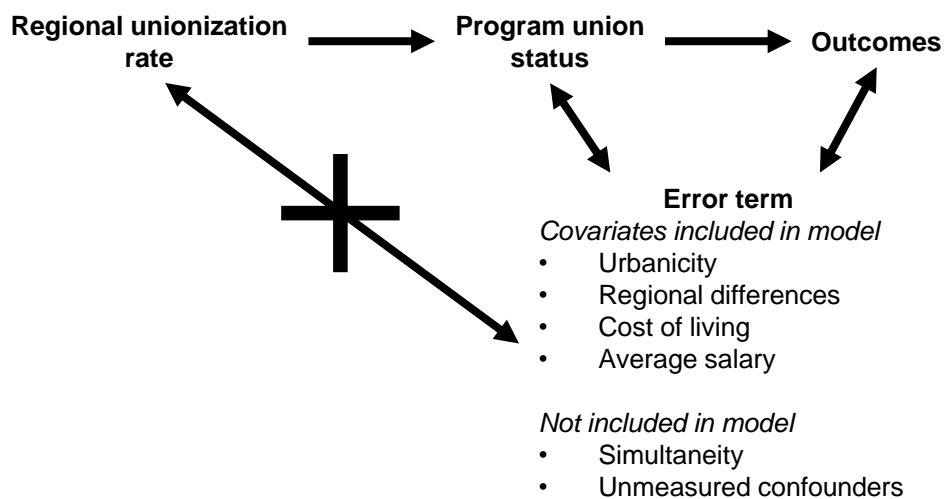 Regional unionization
rate
Program union
status
Outcomes
Error term
Covariates included in model
• Urbanicity
• Regional differences
• Cost of living
• Average salary
Not included in model
• Simultaneity
• Unmeasured confounders